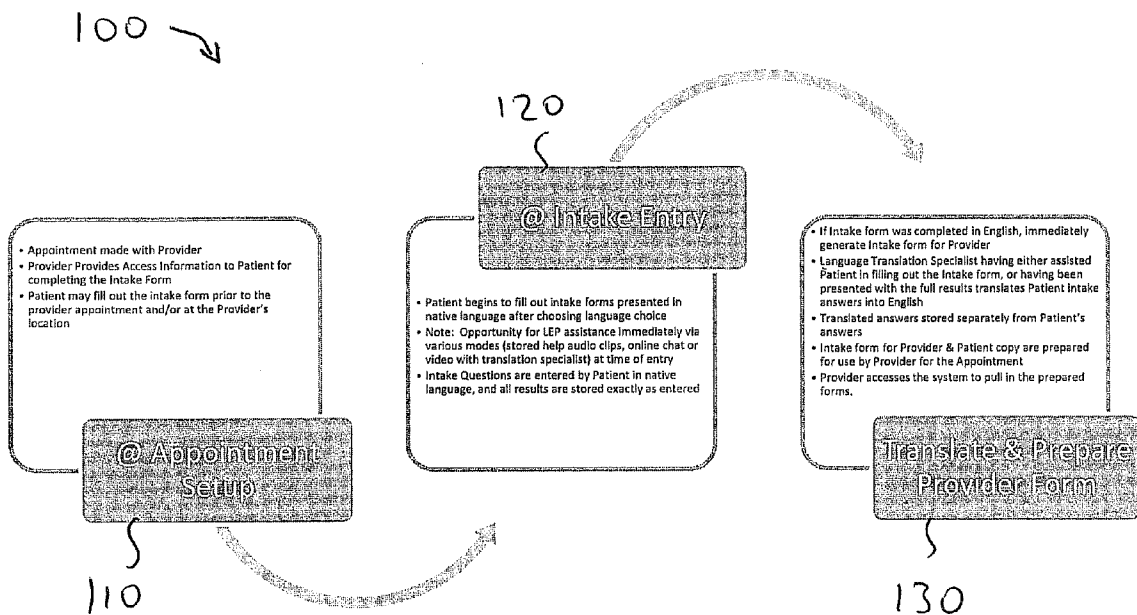 100
120
@ Intake Entry
• Appointment made with Provider
• Provider Provides Access Information to Patient for
completing the Intake Form
• Patient may fill out the intake form prior to the
provider appointment and/or at the Provider's
location
@ Appointment
Setup
110
• Patient begins to fill out intake forms presented in
native language after choosing language choice
• Note: Opportunity for LEP assistance immediately via
various modes (stored help audio clips, online chat or
video with translation specialist) at time of entry
• Intake Questions are entered by Patient in native
language, and all results are stored exactly as entered
• If Intake form was completed in English, immediately
generate Intake form for Provider
• Language Translation Specialist having either assisted
Patient in filling out the Intake form, or having been
presented with the full results translates Patient intake
answers into English
• Translated answers stored separately from Patient's
answers
• Intake form for Provider & Patient copy are prepared
for use by Provider for the Appointment
• Provider accesses the system to pull in the prepared
forms.
Translate & Prepare
Provider Form
130